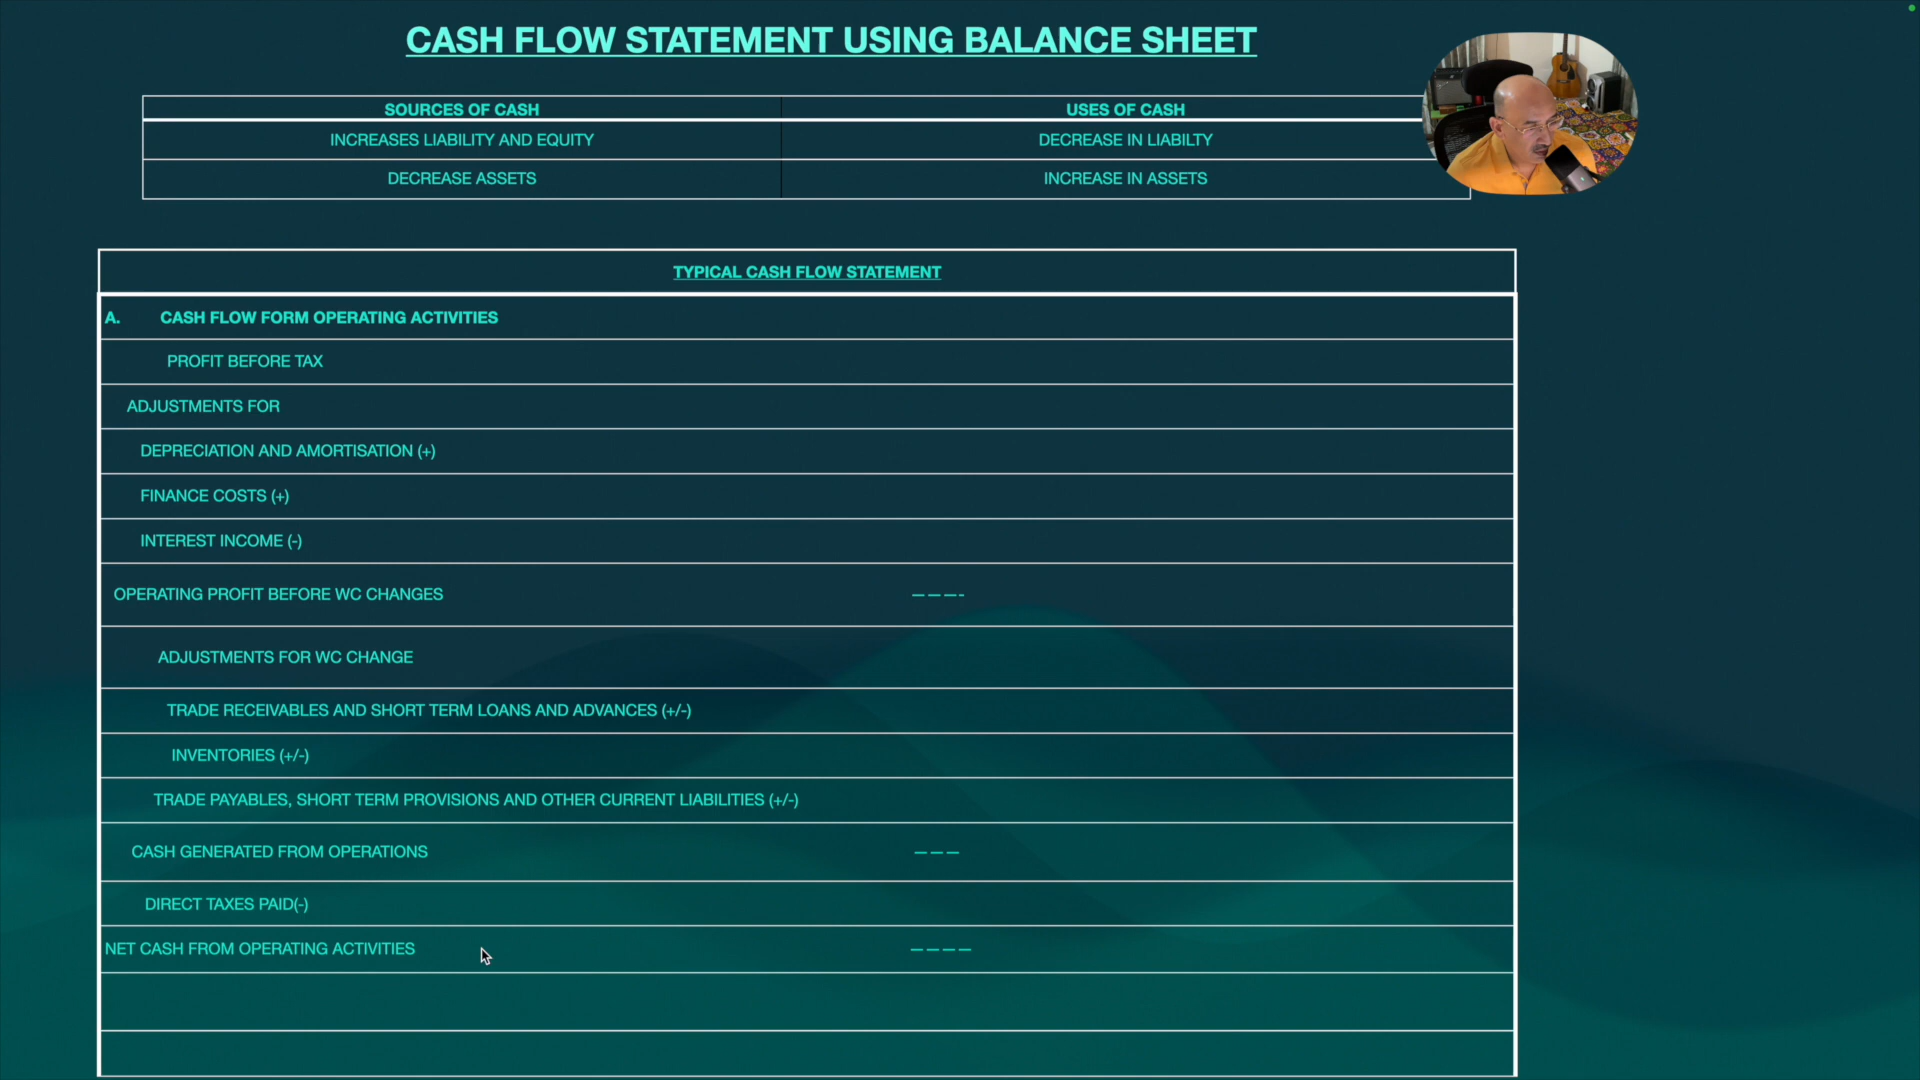 CASH FLOW STATEMENT USING BALANCE SHEET
SOURCES OF CASH USES OF CASH
INCREASES LIABILITY AND EQUITY DECREASE IN LIABILTY
DECREASE ASSETS INCREASE IN ASSETS
TYPICAL CASH FLOW STATEMENT
A. CASH FLOW FORM OPERATING ACTIVITIES
PROFIT BEFORE TAX
ADJUSTMENTS FOR
DEPRECIATION AND AMORTISATION (+)
FINANCE COSTS (+)
INTEREST INCOME (-)
OPERATING PROFIT BEFORE WC CHANGES ———-
ADJUSTMENTS FOR WC CHANGE
TRADE RECEIVABLES AND SHORT TERM LOANS AND ADVANCES (+/-)
INVENTORIES (+/-)
TRADE PAYABLES, SHORT TERM PROVISIONS AND OTHER CURRENT LIABILITIES (+/-)
CASH GENERATED FROM OPERATIONS ———
DIRECT TAXES PAID(-)
NET CASH FROM OPERATING ACTIVITIES ————